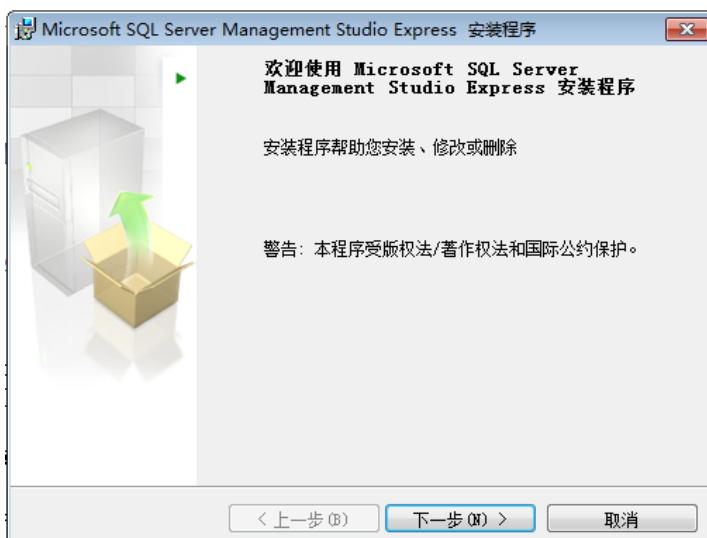 Microsoft SQL Server Management Studio Express 安装程序
欢迎使用 Microsoft SQL Server
Management Studio Express 安装程序
安装程序帮助您安装、修改或删除
警告: 本程序受版权法/著作权法和国际公约保护。
< 上一步(B)
下一步(N) >
取消